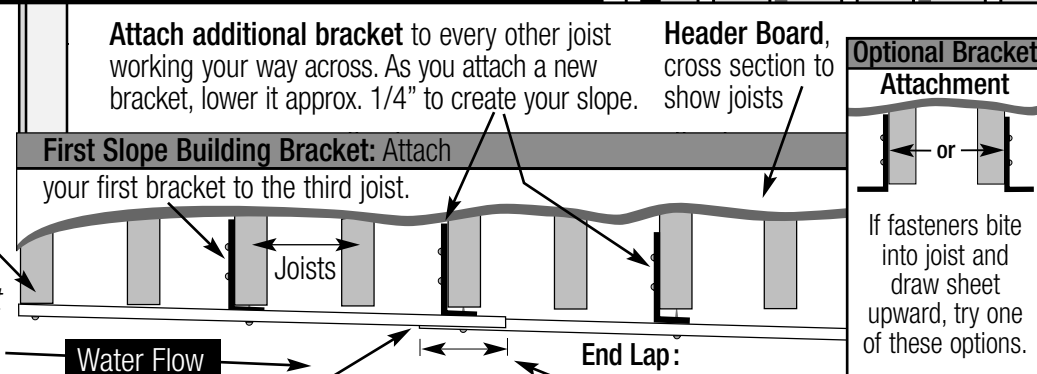 Attach additional bracket to every other joist
working your way across. As you attach a new
bracket, lower it approx. 1/4” to create your slope.
Header Board,
cross section to
show joists
Optional Bracket
Attachment
or
If fasteners bite
into joist and
draw sheet
upward, try one
of these options.
First Slope Building Bracket: Attach
your first bracket to the third joist.
Joists
Water Flow
End Lap: